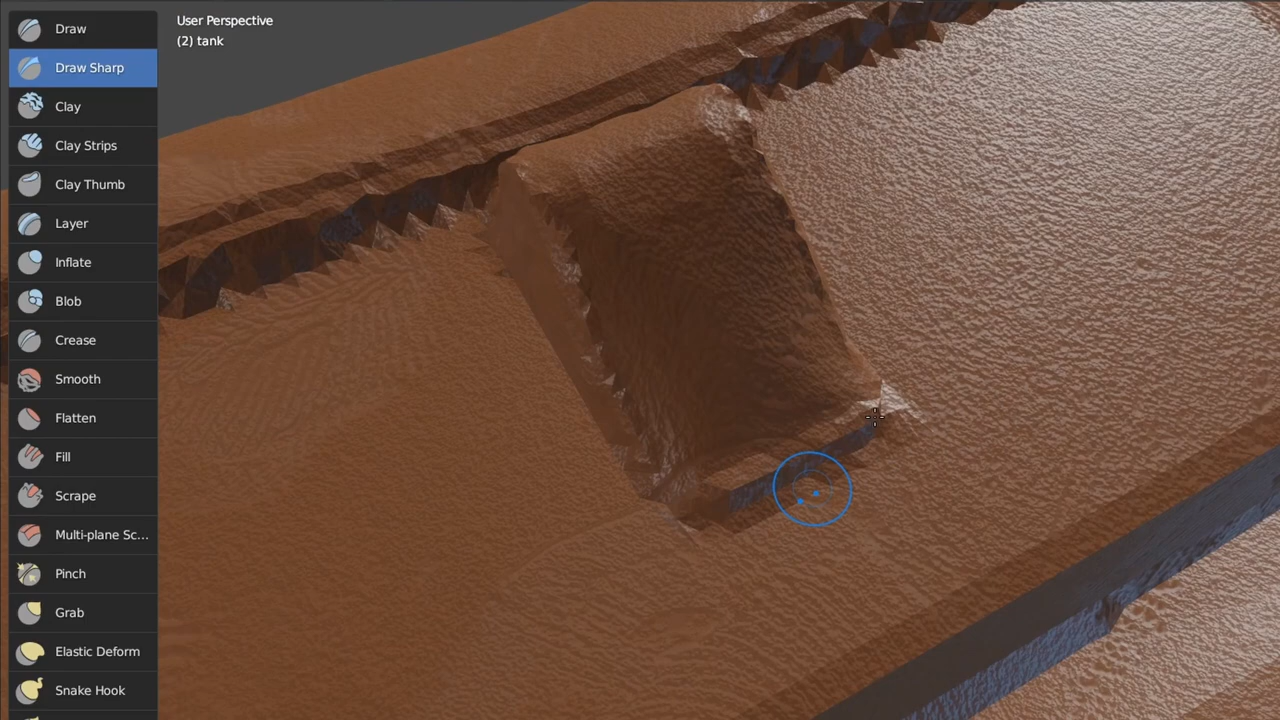 User Perspective
(2) tank
Draw
Draw Sharp
Clay
Clay Strips
Clay Thumb
Layer
Inflate
Blob
Crease
Smooth
Flatten
Fill
Scrape
Multi-plane Sc...
Pinch
Grab
Elastic Deform
Snake Hook